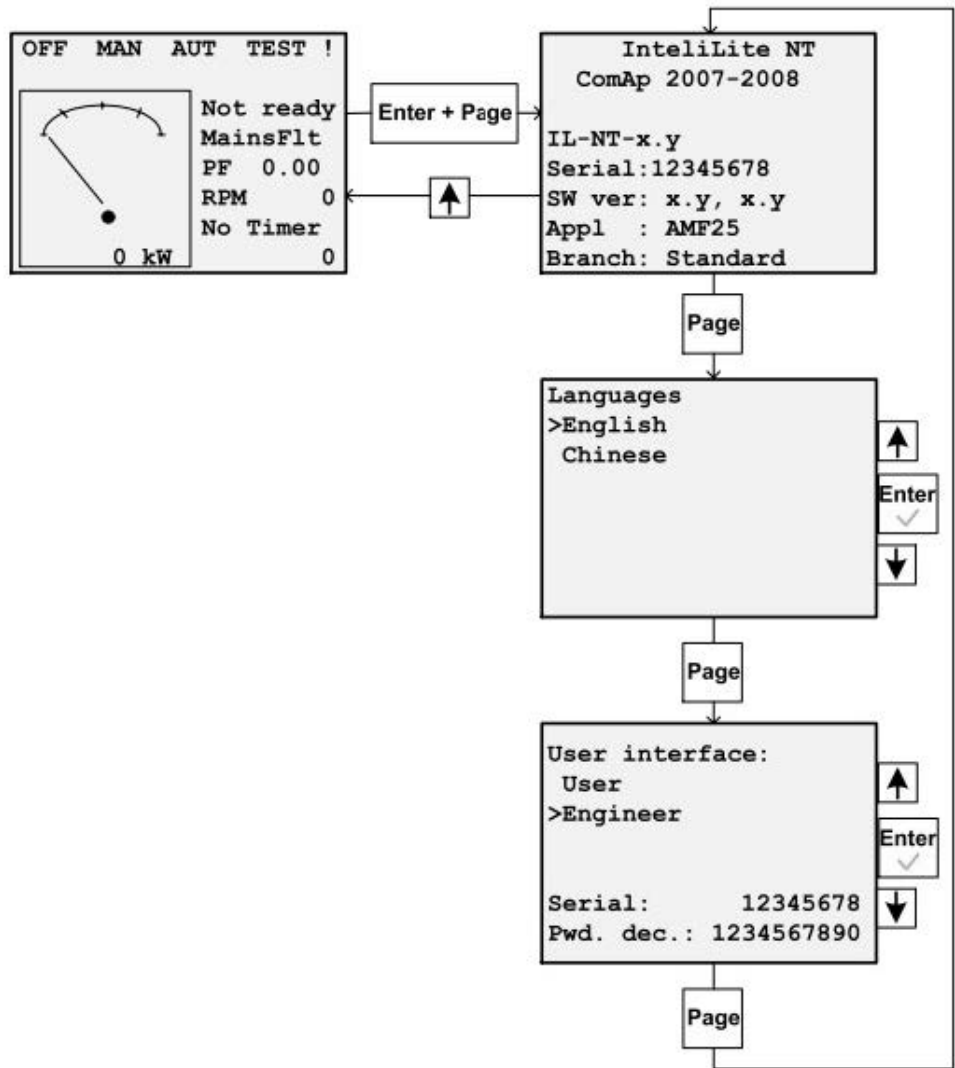 OFF MAN AUT TEST !
Not ready
MainsFlt
PF 0.00
RPM 0
No Timer
0 kW 0
Enter + Page
InteliLite NT
ComAp 2007-2008
IL-NT-x.y
Serial:12345678
SW ver: x.y, x.y
Appl : AMF25
Branch: Standard
Page
Languages
>English
Chinese
Enter
Page
User interface:
User
>Engineer
Enter
Serial: 12345678
Pwd. dec.: 1234567890
Page